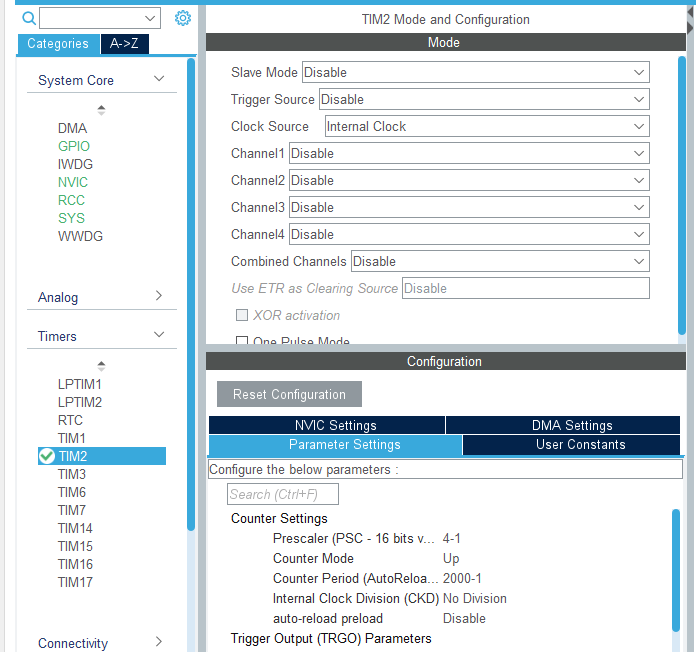 Categories
A->Z
System Core
DMA
GPIO
IWDG
NVIC
RCC
SYS
WWDG
Analog
Timers
LPTIM1
LPTIM2
RTC
TIM1
TIM2
TIM3
TIM6
TIM7
TIM14
TIM15
TIM16
TIM17
Connectivity
TIM2 Mode and Configuration
Mode
Slave Mode Disable
Trigger Source Disable
Clock Source Internal Clock
Channel1 Disable
Channel2 Disable
Channel3 Disable
Channel4 Disable
Combined Channels Disable
Use ETR as Clearing Source Disable
XOR activation
One Pulse Mode
Configuration
Reset Configuration
NVIC Settings DMA Settings
Parameter Settings User Constants
Configure the below parameters :
Search (Ctrl+F)
Counter Settings
Prescaler (PSC - 16 bits v... 4-1
Counter Mode Up
Counter Period (AutoReloa... 2000-1
Internal Clock Division (CKD) No Division
auto-reload preload Disable
Trigger Output (TRGO) Parameters